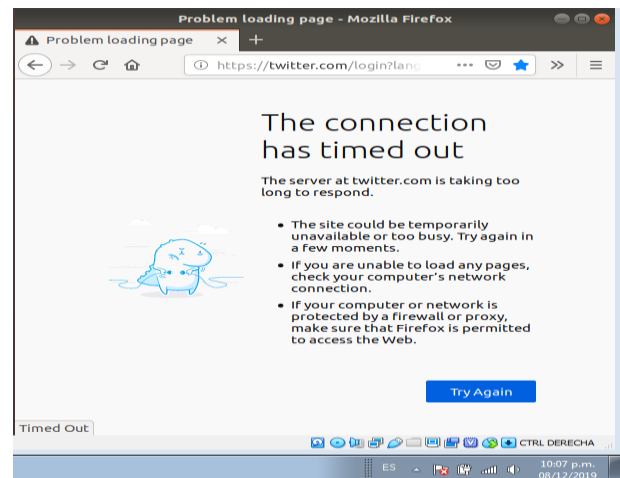 Problem loading page - Mozilla Firefox
Problem loading page
https://twitter.com/login?lang
The connection
has timed out
The server at twitter.com is taking too
long to respond.
• The site could be temporarily
unavailable or too busy. Try again in
a few moments.
• If you are unable to load any pages,
check your computer's network
connection.
• If your computer or network is
protected by a firewall or proxy,
make sure that Firefox is permitted
to access the Web.
Try Again
Timed Out
CTRL DERECHA
ES
10:07 p.m.
08/12/2019